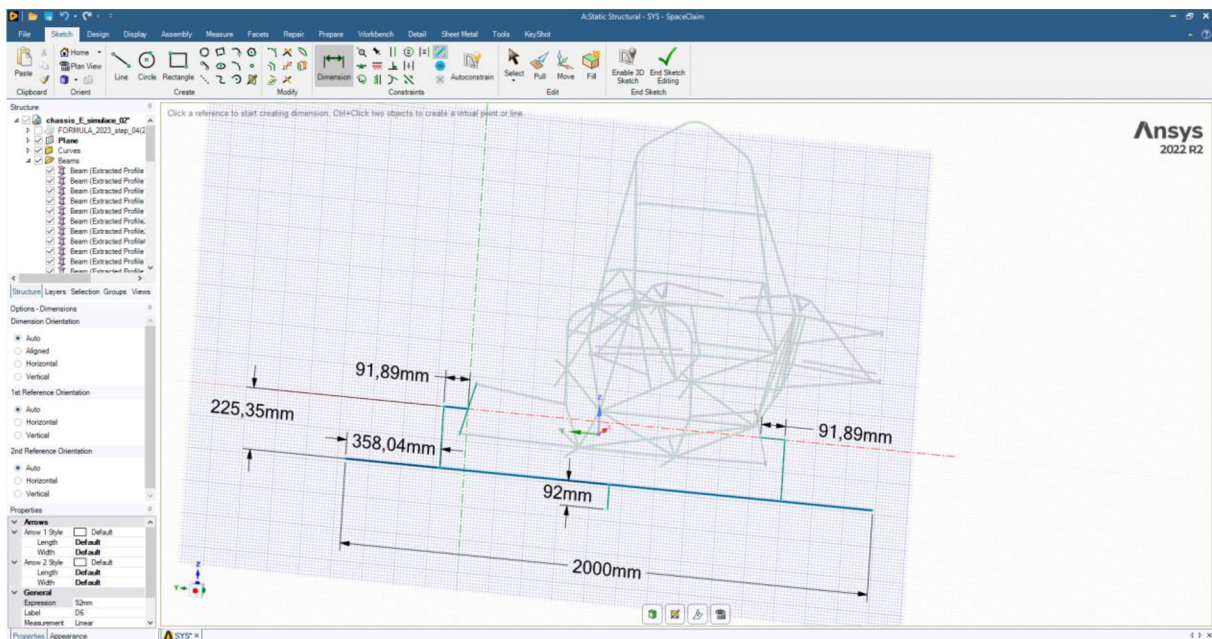 A:Static Structural - SYS - SpaceClaim
File Sketch Design Display Assembly Measure Facets Repair Prepare Workbench Detail Sheet Metal Tools KeyShot
Home
Plan View
Paste
Line Circle Rectangle
Dimension
Autoconstrain
Select Pull Move Fill
Enable 3D Sketch
End Sketch Editing
Clipboard Orient Create Modify Constraints Edit End Sketch
Structure
chassis_E_simulace_02*
FORMULA_2023_step_04(2
Plane
Curves
Beams
Beam (Extracted Profile
Beam (Extracted Profile
Beam (Extracted Profile
Beam (Extracted Profile
Beam (Extracted Profile
Beam (Extracted Profile
Beam (Extracted Profile
Beam (Extracted Profile
Beam (Extracted Profile
Beam (Extracted Profile
Beam (Extracted Profile
Structure Layers Selection Groups Views
Options - Dimensions
Dimension Orientation
Auto
Aligned
Horizontal
Vertical
1st Reference Orientation
Auto
Horizontal
Vertical
2nd Reference Orientation
Auto
Horizontal
Vertical
Properties
Arrows
Arrow 1 Style Default
Length Default
Width Default
Arrow 2 Style Default
Length Default
Width Default
General
Expression 92mm
Label D6
Measurement Linear
Properties Appearance
Click a reference to start creating dimension. Ctrl+Click two objects to create a virtual point or line.
Ansys
2022 R2
91,89mm
225,35mm
358,04mm
91,89mm
92mm
2000mm
Z
Z
Y
SYS*